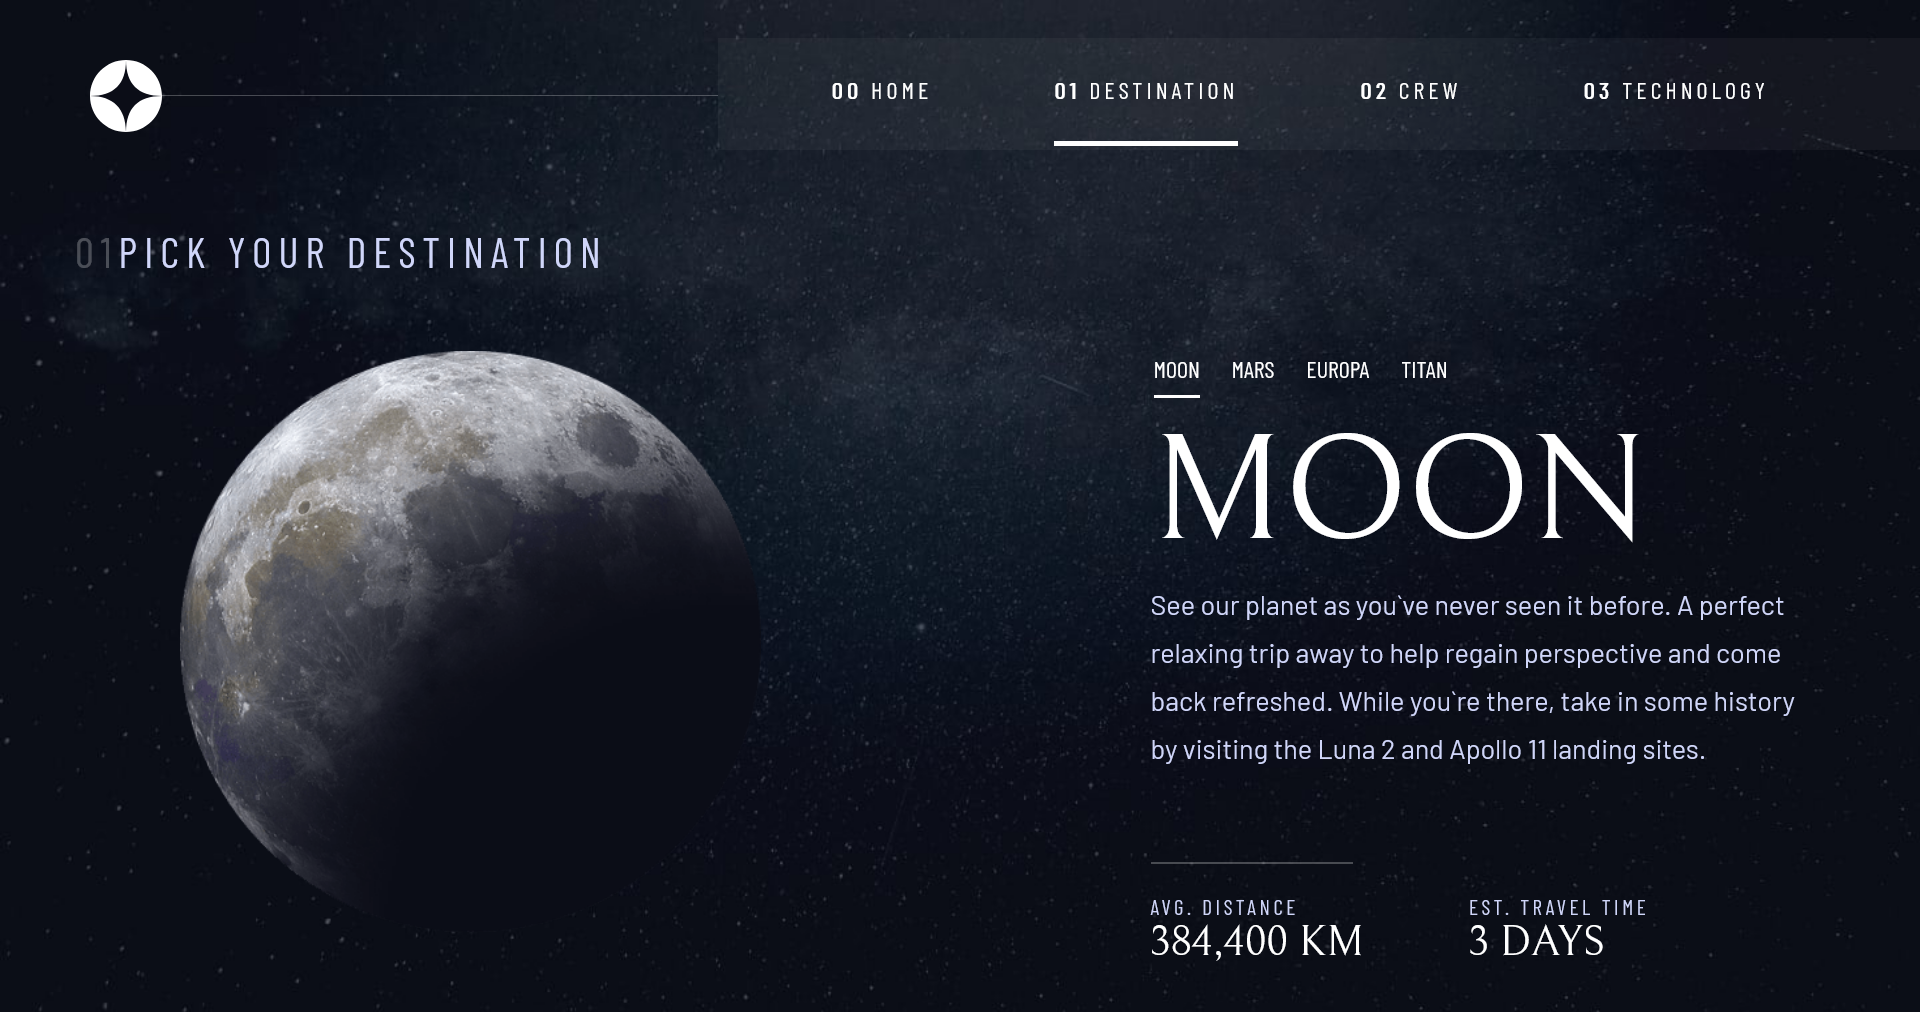 00 HOME 01 DESTINATION 02 CREW 03 TECHNOLOGY
01PICK YOUR DESTINATION
MOON MARS EUROPA TITAN
MOON
See our planet as you`ve never seen it before. A perfect
relaxing trip away to help regain perspective and come
back refreshed. While you`re there, take in some history
by visiting the Luna 2 and Apollo 11 landing sites.
AVG. DISTANCE
384,400 KM
EST. TRAVEL TIME
3 DAYS